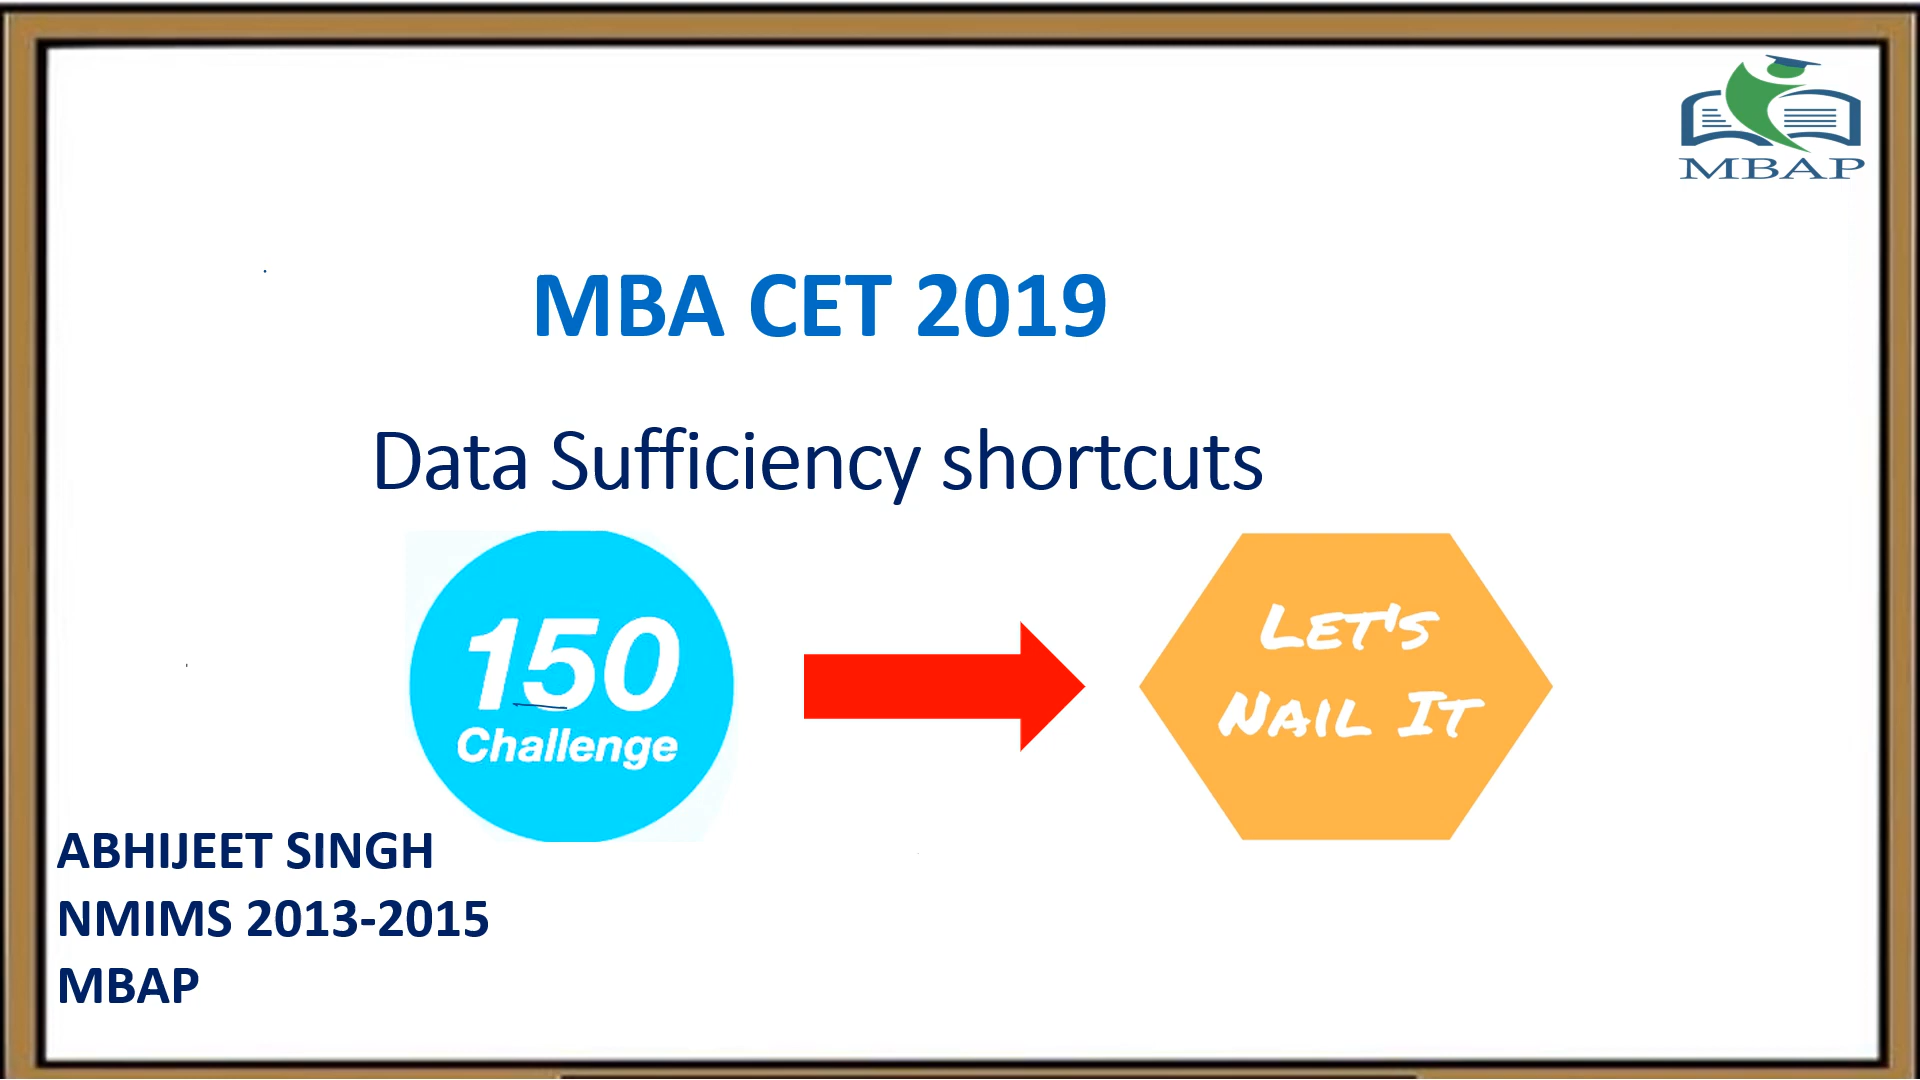 MBAP
MBA CET 2019
Data Sufficiency shortcuts
150
Challenge
LET'S
NAIL IT
ABHIJEET SINGH
NMIMS 2013-2015
MBAP